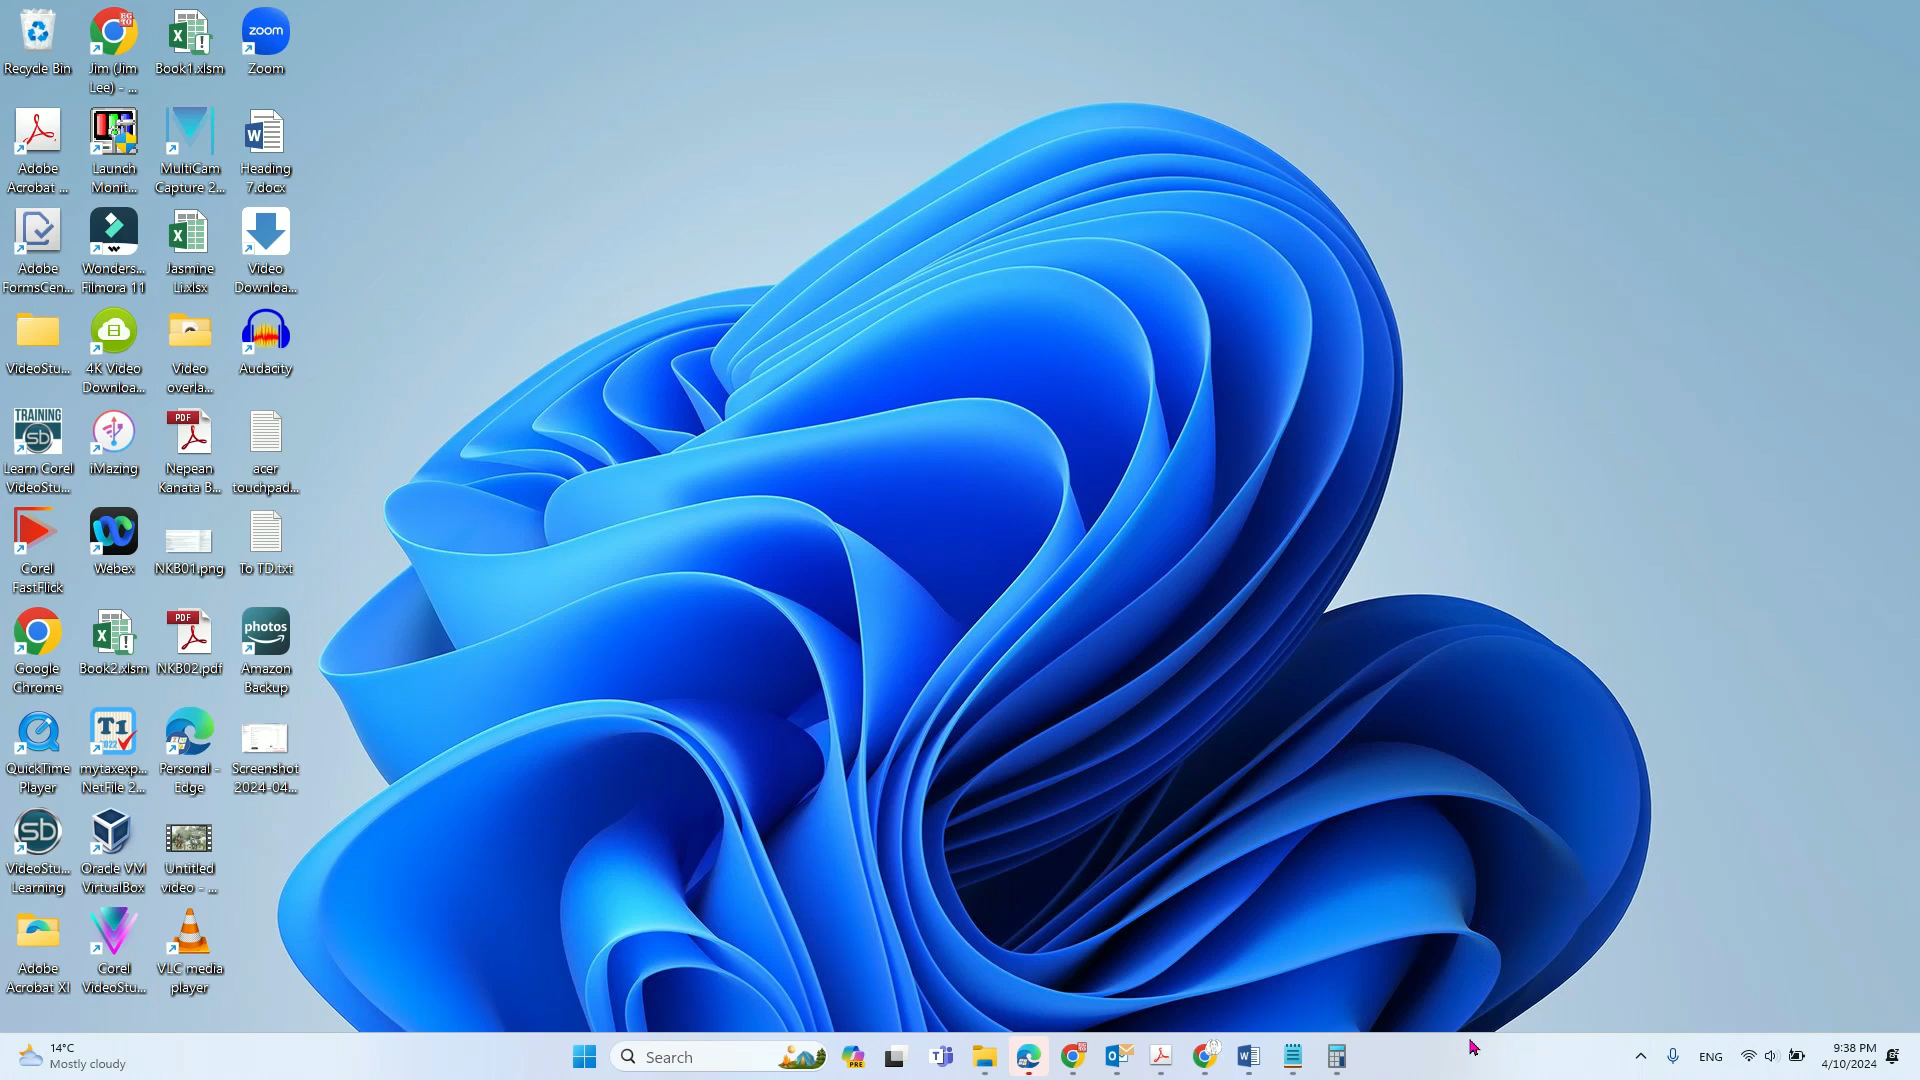 Recycle Bin
Jim (Jim
Lee) - ...
Book1.xlsm
zoom
Zoom
Adobe
Acrobat ...
Launch
Monit...
MultiCam
Capture 2...
Heading
7.docx
Adobe
FormsCen...
Wonders...
Filmora 11
Jasmine
Li.xlsx
Video
Downloa...
VideoStu...
4K Video
Downloa...
Video
overla...
Audacity
TRAINING
sb
Learn Corel
VideoStu...
iMazing
PDF
Nepean
Kanata B...
acer
touchpad...
Corel
FastFlick
Webex
NKB01.png
To TD.txt
Google
Chrome
Book2.xlsm
PDF
NKB02.pdf
photos
Amazon
Backup
QuickTime
Player
T1
2022
mytaxexp...
NetFile 2...
Personal -
Edge
Screenshot
2024-04...
sb
VideoStu...
Learning
Oracle VM
VirtualBox
Untitled
video - ...
Adobe
Acrobat XI
Corel
VideoStu...
VLC media
player
14°C
Mostly cloudy
Search
PRE
ENG
9:38 PM
4/10/2024